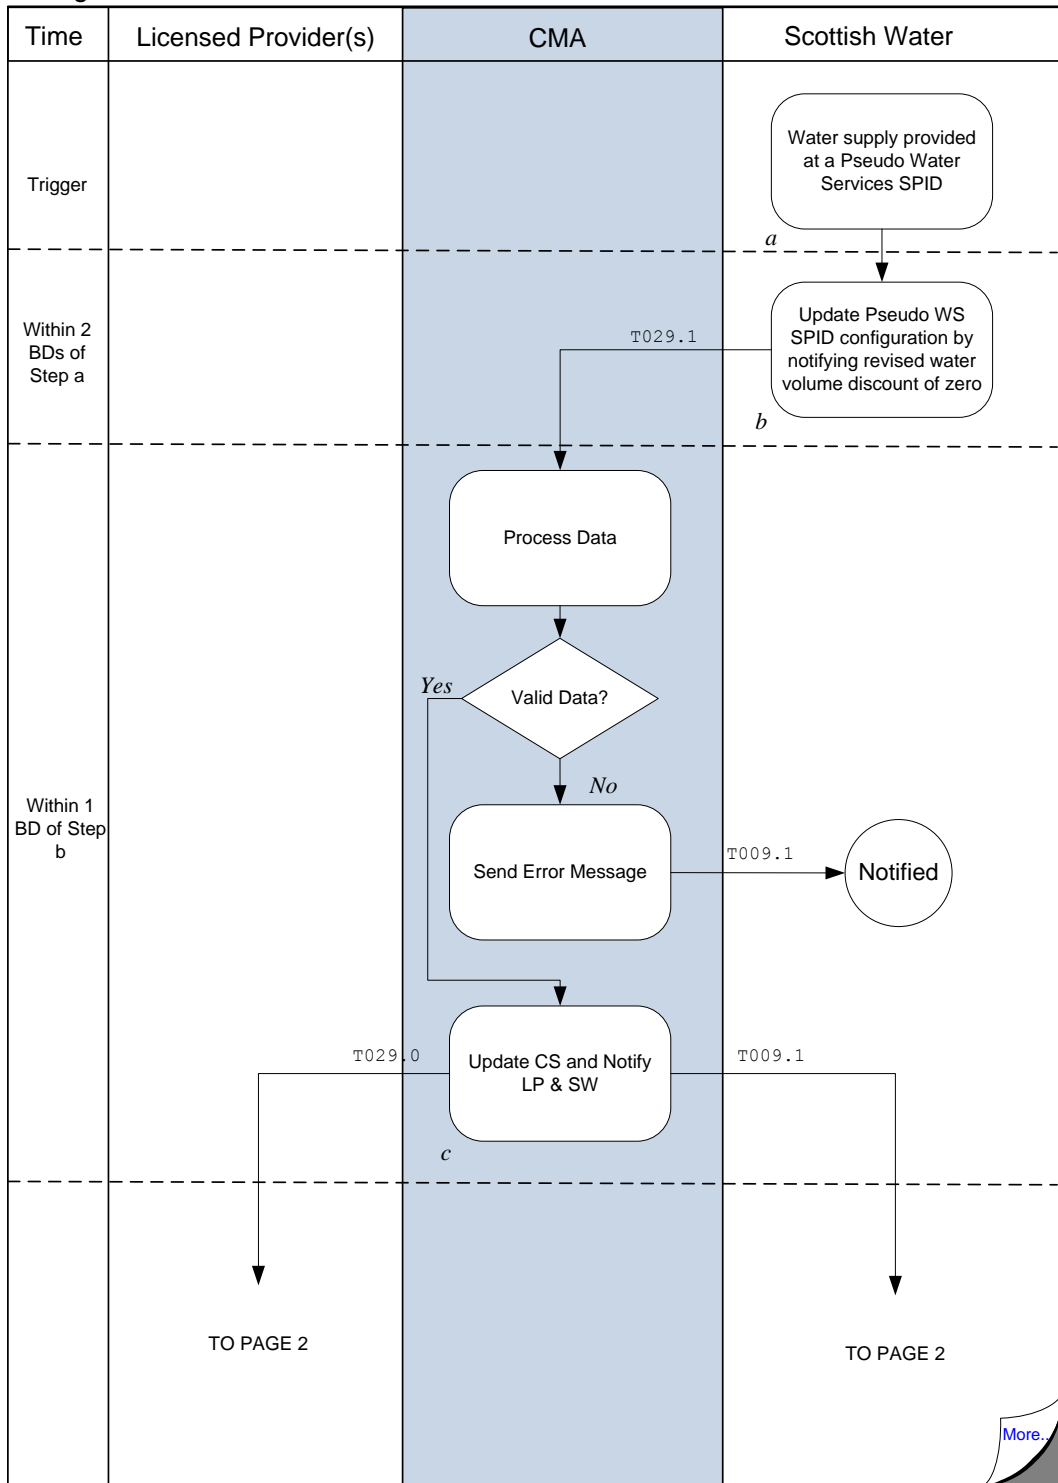 Time
Licensed Provider(s)
CMA
Scottish Water
Trigger
Water supply provided
at a Pseudo Water
Services SPID
a
Within 2
BDs of
Step a
Update Pseudo WS
SPID configuration by
notifying revised water
volume discount of zero
T029.1
b
Process Data
Valid Data?
Yes
No
Within 1
BD of Step
b
Send Error Message
T009.1
Notified
T029.0
Update CS and Notify
LP & SW
T009.1
c
TO PAGE 2
TO PAGE 2
More..